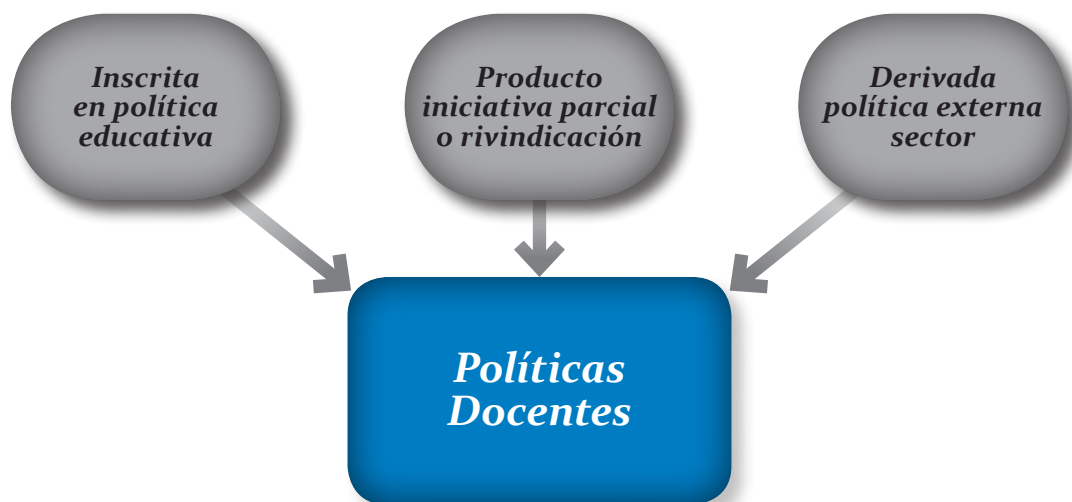 Inscrita
en política
educativa
Producto
iniciativa parcial
o rivindicación
Derivada
política externa
sector
Políticas
Docentes